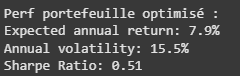 Perf portefeuille optimisé :
Expected annual return: 7.9%
Annual volatility: 15.5%
Sharpe Ratio: 0.51